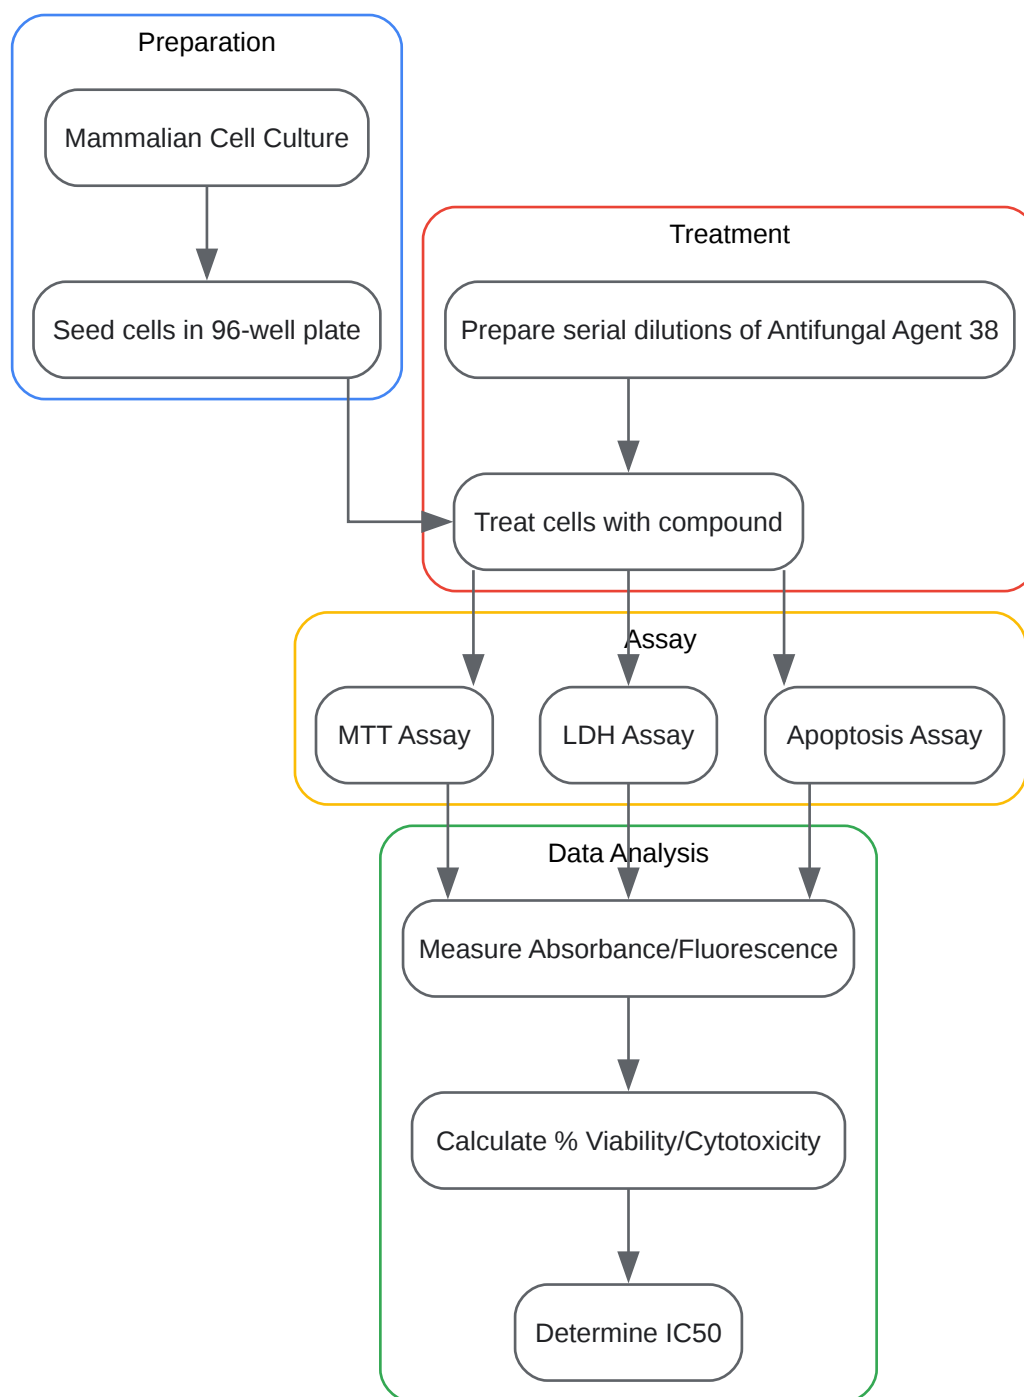 Preparation
Mammalian Cell Culture
Seed cells in 96-well plate
Treatment
Prepare serial dilutions of Antifungal Agent 38
Treat cells with compound
Assay
MTT Assay
LDH Assay
Apoptosis Assay
Data Analysis
Measure Absorbance/Fluorescence
Calculate % Viability/Cytotoxicity
Determine IC50